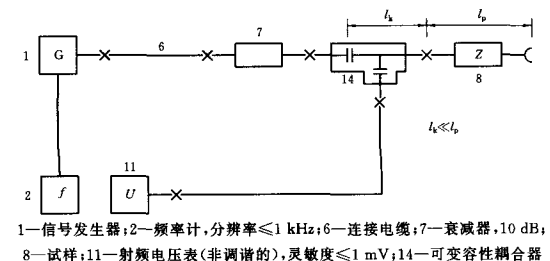 l_k
l_p
1
G
6
7
14
Z
8
l_k≪l_p
11
2
f
U
1—信号发生器;2—频率计,分辨率≤1 kHz;6—连接电缆;7—衰减器,10 dB;
8—试样;11—射频电压表(非调谐的),灵敏度≤1 mV;14—可变容性耦合器